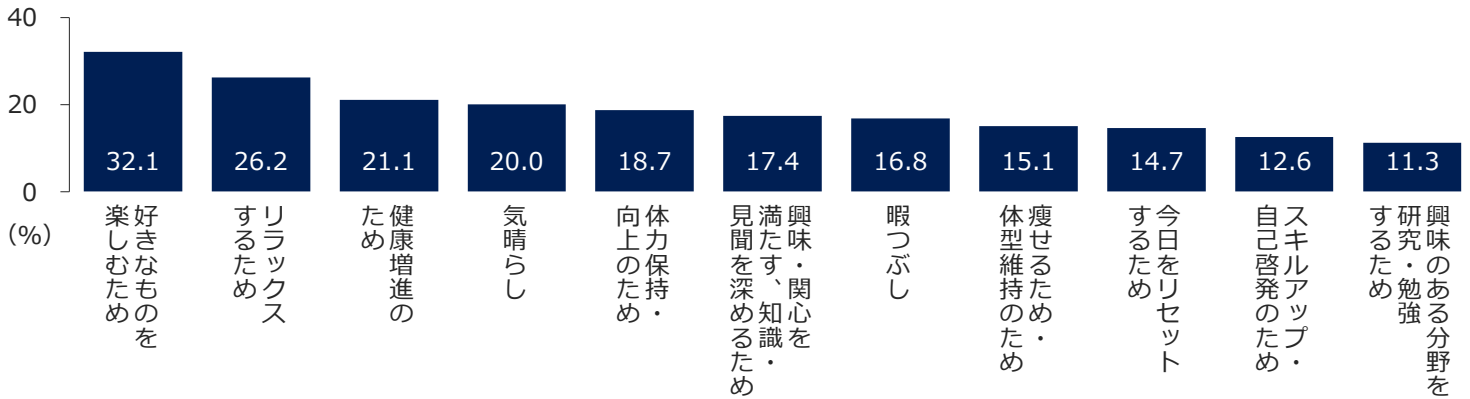 40
20
0
(%)
32.1
26.2
21.1
20.0
18.7
17.4
16.8
15.1
14.7
12.6
11.3
好きなものを
楽しむため
リラックス
するため
健康増進の
ため
気晴らし
体力保持・
向上のため
興味・関心を
満たす、知識・
見聞を深めるため
暇つぶし
痩せるため・
体型維持のため
今日をリセット
するため
スキルアップ・
自己啓発のため
興味のある分野を
研究・勉強
するため